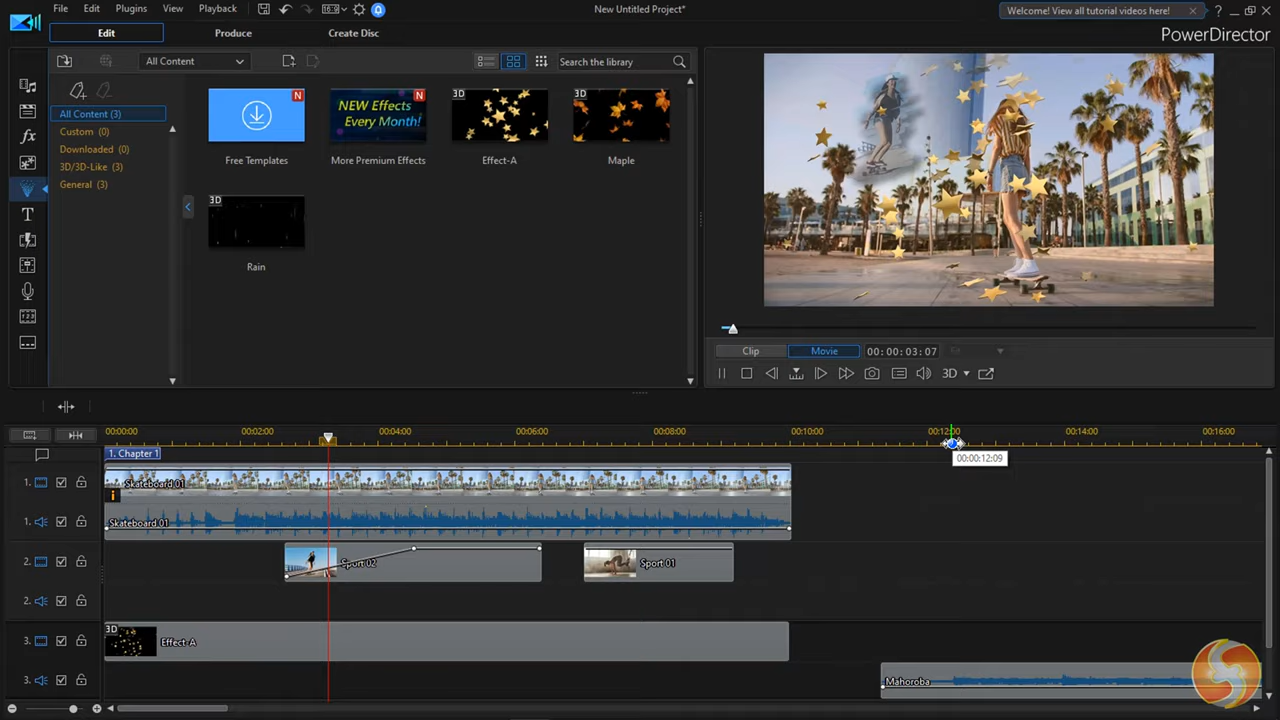 File Edit Plugins View Playback 16:9 New Untitled Project* Welcome! View all tutorial videos here! ?
Edit Produce Create Disc PowerDirector
All Content Search the library
All Content (3)
Custom (0)
Downloaded (0)
3D/3D-Like (3)
General (3)
N NEW Effects Every Month! N 3D 3D
Free Templates More Premium Effects Effect-A Maple
3D
Rain
fx
T
Clip Movie 00:00:03:07
3D
00:00:00 00:02:00 00:04:00 00:06:00 00:08:00 00:10:00 00:12:00 00:14:00 00:16:00
00:00:12:09
1. Chapter 1
1. Skateboard 01
i
1. Skateboard 01
2. Sport 02 Sport 01
2.
3. 3D Effect-A
3. Mahoroba